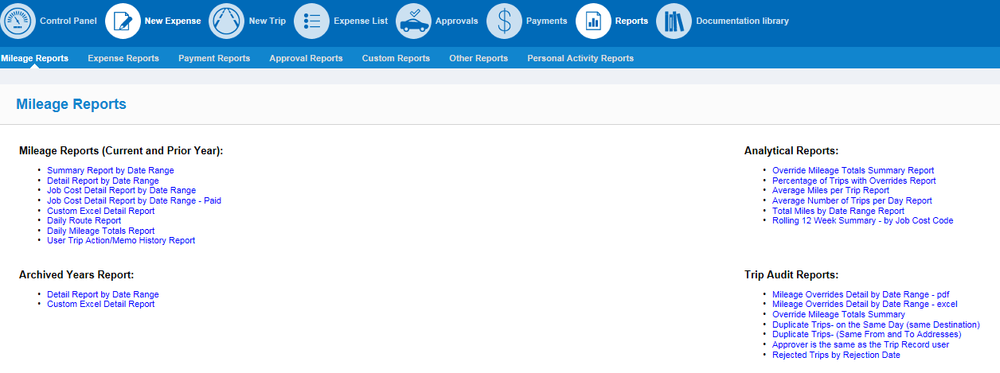 Control Panel
New Expense
New Trip
Expense List
Approvals
Payments
Reports
Documentation library
Mileage Reports
Expense Reports
Payment Reports
Approval Reports
Custom Reports
Other Reports
Personal Activity Reports
Mileage Reports
Mileage Reports (Current and Prior Year):
• Summary Report by Date Range
• Detail Report by Date Range
• Job Cost Detail Report by Date Range
• Job Cost Detail Report by Date Range - Paid
• Custom Excel Detail Report
• Daily Route Report
• Daily Mileage Totals Report
• User Trip Action/Memo History Report
Analytical Reports:
• Override Mileage Totals Summary Report
• Percentage of Trips with Overrides Report
• Average Miles per Trip Report
• Average Number of Trips per Day Report
• Total Miles by Date Range Report
• Rolling 12 Week Summary - by Job Cost Code
Archived Years Report:
• Detail Report by Date Range
• Custom Excel Detail Report
Trip Audit Reports:
• Mileage Overrides Detail by Date Range - pdf
• Mileage Overrides Detail by Date Range - excel
• Override Mileage Totals Summary
• Duplicate Trips- on the Same Day (same Destination)
• Duplicate Trips- (Same From and To Addresses)
• Approver is the same as the Trip Record user
• Rejected Trips by Rejection Date